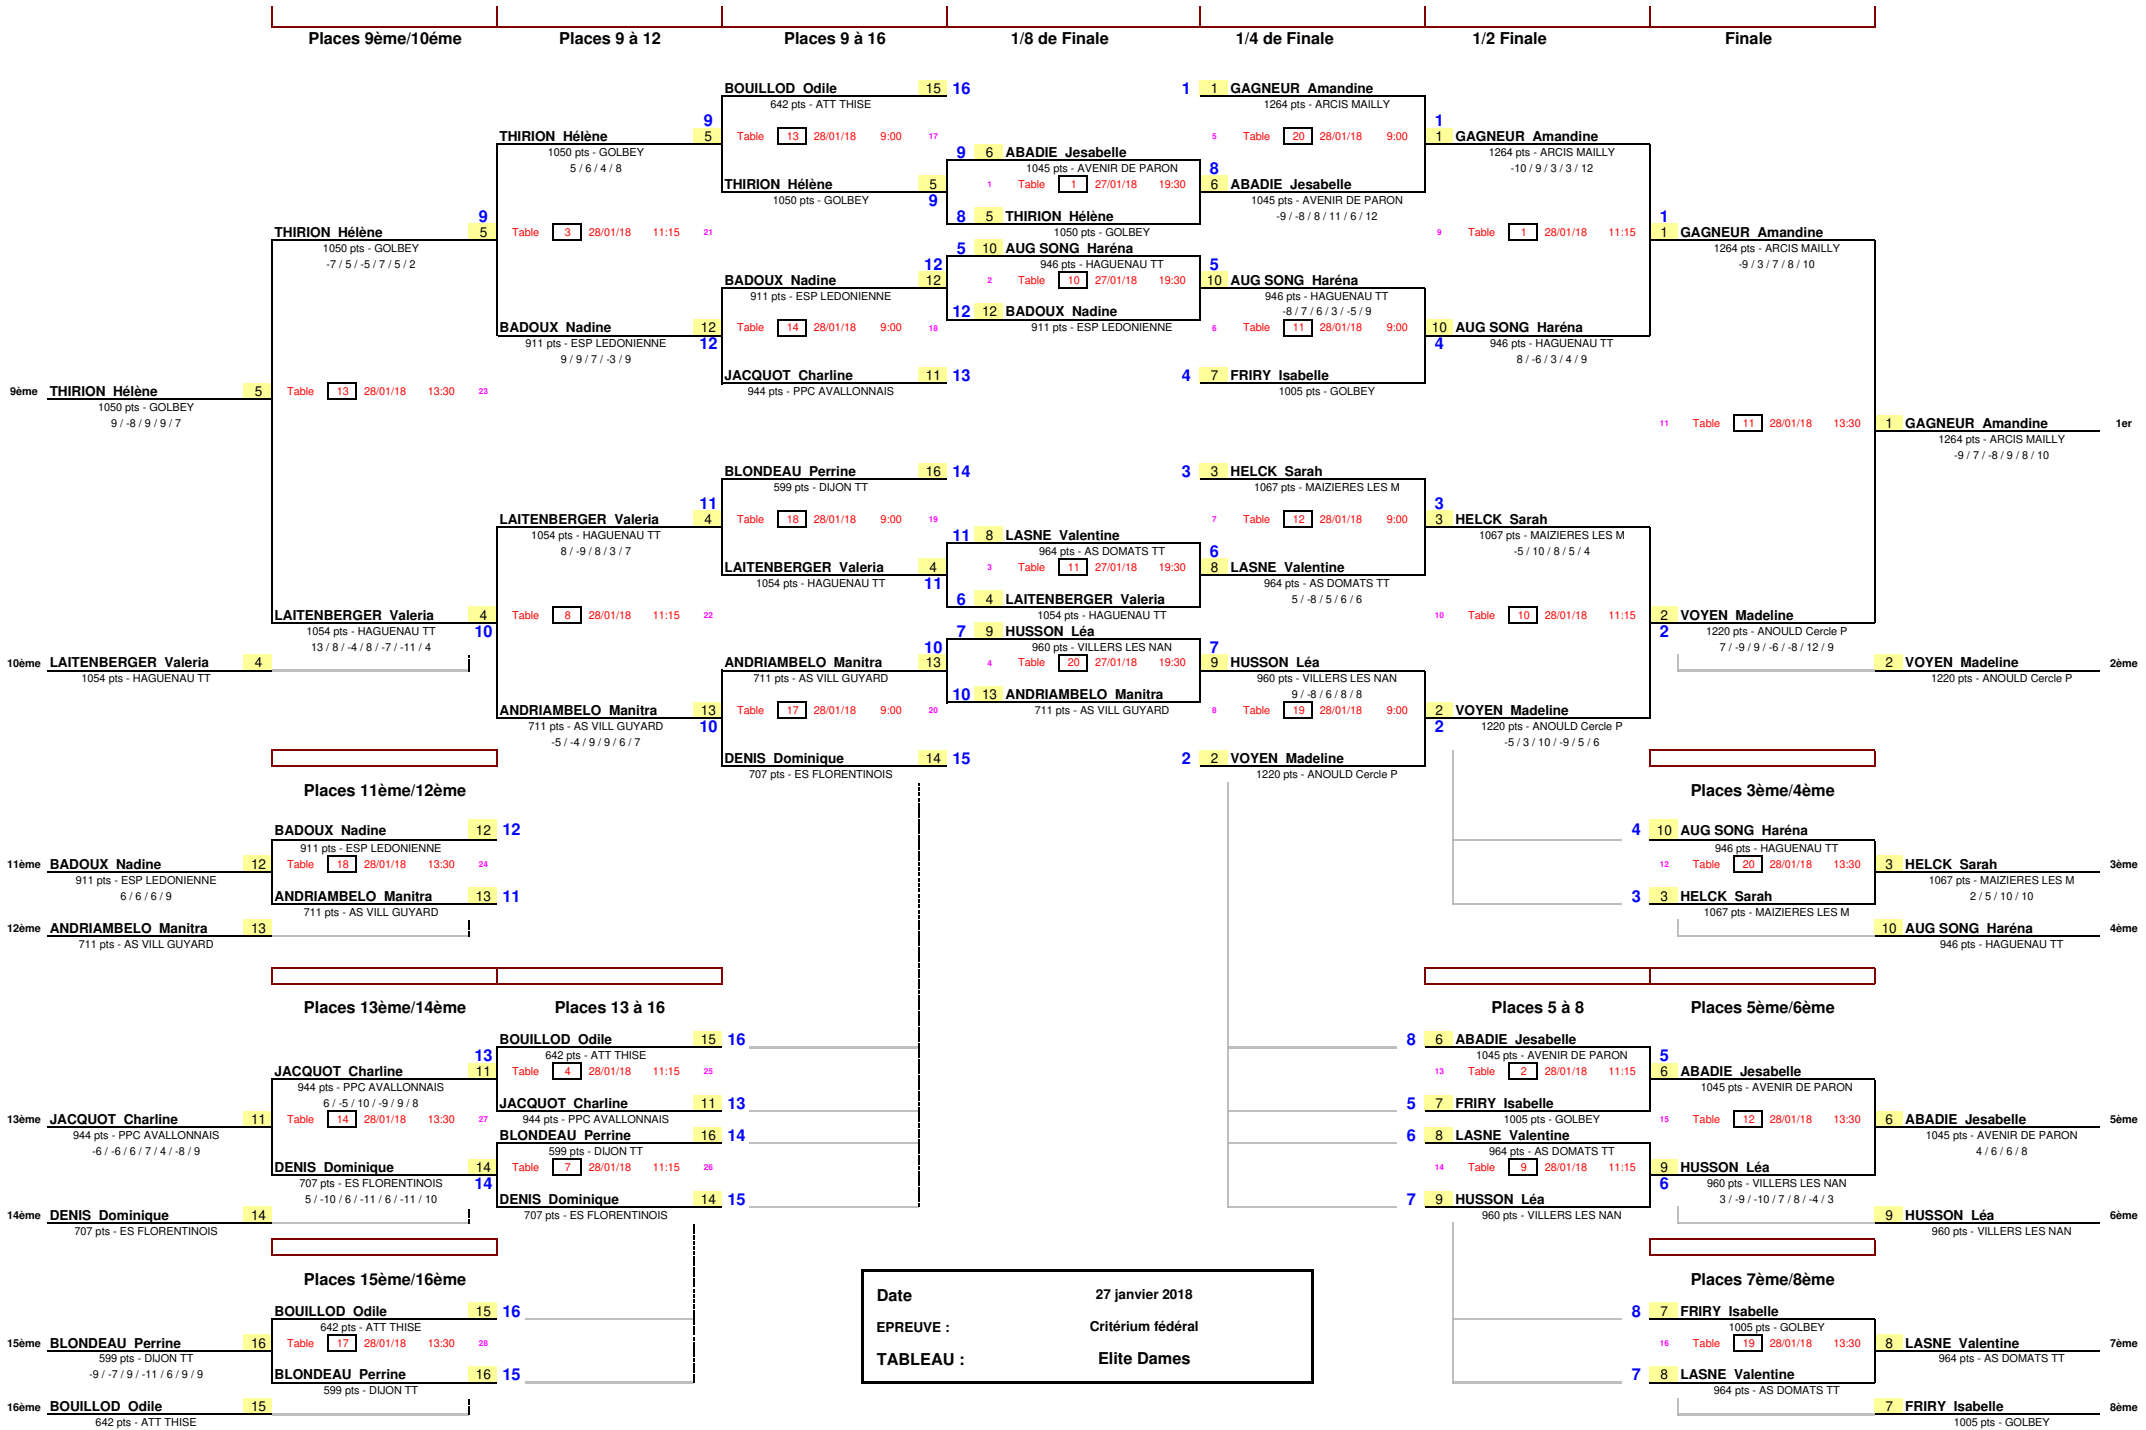 Places 9ème/10éme Places 9 à 12 Places 9 à 16 1/8 de Finale 1/4 de Finale 1/2 Finale Finale
BOUILLOD Odile 15 16 1 1 GAGNEUR Amandine
642 pts - ATT THISE 1264 pts - ARCIS MAILLY
9 1
THIRION Hélène 5 Table 13 28/01/18 9:00 17 5 Table 20 28/01/18 9:00 1 GAGNEUR Amandine
1050 pts - GOLBEY 9 6 ABADIE Jesabelle 1264 pts - ARCIS MAILLY
5 / 6 / 4 / 8 1045 pts - AVENIR DE PARON 8 -10 / 9 / 3 / 3 / 12
THIRION Hélène 5 1 Table 1 27/01/18 19:30 6 ABADIE Jesabelle
1050 pts - GOLBEY 9 1045 pts - AVENIR DE PARON
9 8 5 THIRION Hélène -9 / -8 / 8 / 11 / 6 / 12 1
THIRION Hélène 5 Table 3 28/01/18 11:15 21 1050 pts - GOLBEY 9 Table 1 28/01/18 11:15 1 GAGNEUR Amandine
1050 pts - GOLBEY 5 10 AUG SONG Haréna 1264 pts - ARCIS MAILLY
-7 / 5 / -5 / 7 / 5 / 2 12 946 pts - HAGUENAU TT 5 -9 / 3 / 7 / 8 / 10
BADOUX Nadine 12 2 Table 10 27/01/18 19:30 10 AUG SONG Haréna
911 pts - ESP LEDONIENNE 946 pts - HAGUENAU TT
12 12 BADOUX Nadine -8 / 7 / 6 / 3 / -5 / 9
BADOUX Nadine 12 Table 14 28/01/18 9:00 18 911 pts - ESP LEDONIENNE 6 Table 11 28/01/18 9:00 10 AUG SONG Haréna
911 pts - ESP LEDONIENNE 12 4 946 pts - HAGUENAU TT
9 / 9 / 7 / -3 / 9 8 / -6 / 3 / 4 / 9
JACQUOT Charline 11 13 4 7 FRIRY Isabelle
9ème THIRION Hélène 5 Table 13 28/01/18 13:30 23 944 pts - PPC AVALLONNAIS 1005 pts - GOLBEY
1050 pts - GOLBEY
9 / -8 / 9 / 9 / 7 11 Table 11 28/01/18 13:30 1 GAGNEUR Amandine 1er
1264 pts - ARCIS MAILLY
-9 / 7 / -8 / 9 / 8 / 10
BLONDEAU Perrine 16 14 3 3 HELCK Sarah
599 pts - DIJON TT 1067 pts - MAIZIERES LES M
11 3
LAITENBERGER Valeria 4 Table 18 28/01/18 9:00 19 7 Table 12 28/01/18 9:00 3 HELCK Sarah
1054 pts - HAGUENAU TT 11 8 LASNE Valentine 1067 pts - MAIZIERES LES M
8 / -9 / 8 / 3 / 7 964 pts - AS DOMATS TT 6 -5 / 10 / 8 / 5 / 4
LAITENBERGER Valeria 4 3 Table 11 27/01/18 19:30 8 LASNE Valentine
1054 pts - HAGUENAU TT 11 964 pts - AS DOMATS TT
6 4 LAITENBERGER Valeria 5 / -8 / 5 / 6 / 6
LAITENBERGER Valeria 4 Table 8 28/01/18 11:15 22 1054 pts - HAGUENAU TT 10 Table 10 28/01/18 11:15 2 VOYEN Madeline
1054 pts - HAGUENAU TT 10 7 9 HUSSON Léa 2 1220 pts - ANOULD Cercle P
13 / 8 / -4 / 8 / -7 / -11 / 4 10 960 pts - VILLERS LES NAN 7 7 / -9 / 9 / -6 / -8 / 12 / 9
10ème LAITENBERGER Valeria 4 ANDRIAMBELO Manitra 13 4 Table 20 27/01/18 19:30 9 HUSSON Léa 2 VOYEN Madeline 2ème
1054 pts - HAGUENAU TT 711 pts - AS VILL GUYARD 960 pts - VILLERS LES NAN 1220 pts - ANOULD Cercle P
10 13 ANDRIAMBELO Manitra 9 / -8 / 6 / 8 / 8
ANDRIAMBELO Manitra 13 Table 17 28/01/18 9:00 20 711 pts - AS VILL GUYARD 8 Table 19 28/01/18 9:00 2 VOYEN Madeline
711 pts - AS VILL GUYARD 10 2 1220 pts - ANOULD Cercle P
-5 / -4 / 9 / 9 / 6 / 7 -5 / 3 / 10 / -9 / 5 / 6
DENIS Dominique 14 15 2 2 VOYEN Madeline
707 pts - ES FLORENTINOIS 1220 pts - ANOULD Cercle P
Places 11ème/12ème Places 3ème/4ème
BADOUX Nadine 12 12 4 10 AUG SONG Haréna
911 pts - ESP LEDONIENNE 946 pts - HAGUENAU TT
11ème BADOUX Nadine 12 Table 18 28/01/18 13:30 24 12 Table 20 28/01/18 13:30 3 HELCK Sarah 3ème
911 pts - ESP LEDONIENNE 1067 pts - MAIZIERES LES M
6 / 6 / 6 / 9 ANDRIAMBELO Manitra 13 11 3 3 HELCK Sarah 2 / 5 / 10 / 10
711 pts - AS VILL GUYARD 1067 pts - MAIZIERES LES M
12ème ANDRIAMBELO Manitra 13 10 AUG SONG Haréna 4ème
711 pts - AS VILL GUYARD 946 pts - HAGUENAU TT
Places 13ème/14ème Places 13 à 16 Places 5 à 8 Places 5ème/6ème
BOUILLOD Odile 15 16 8 6 ABADIE Jesabelle
13 642 pts - ATT THISE 1045 pts - AVENIR DE PARON 5
JACQUOT Charline 11 Table 4 28/01/18 11:15 25 13 Table 2 28/01/18 11:15 6 ABADIE Jesabelle
944 pts - PPC AVALLONNAIS 1045 pts - AVENIR DE PARON
6 / -5 / 10 / -9 / 9 / 8 JACQUOT Charline 11 13 5 7 FRIRY Isabelle
13ème JACQUOT Charline 11 Table 14 28/01/18 13:30 27 944 pts - PPC AVALLONNAIS 1005 pts - GOLBEY 15 Table 12 28/01/18 13:30 6 ABADIE Jesabelle 5ème
944 pts - PPC AVALLONNAIS BLONDEAU Perrine 16 14 6 8 LASNE Valentine 1045 pts - AVENIR DE PARON
-6 / -6 / 6 / 7 / 4 / -8 / 9 599 pts - DIJON TT 964 pts - AS DOMATS TT 4 / 6 / 6 / 8
DENIS Dominique 14 Table 7 28/01/18 11:15 26 14 Table 9 28/01/18 11:15 9 HUSSON Léa
707 pts - ES FLORENTINOIS 14 6 960 pts - VILLERS LES NAN
5 / -10 / 6 / -11 / 6 / -11 / 10 DENIS Dominique 14 15 7 9 HUSSON Léa 3 / -9 / -10 / 7 / 8 / -4 / 3
14ème DENIS Dominique 14 707 pts - ES FLORENTINOIS 960 pts - VILLERS LES NAN 9 HUSSON Léa 6ème
707 pts - ES FLORENTINOIS 960 pts - VILLERS LES NAN
Places 15ème/16ème Places 7ème/8ème
Date 27 janvier 2018
BOUILLOD Odile 15 16 8 7 FRIRY Isabelle
EPREUVE : Critérium fédéral
642 pts - ATT THISE 1005 pts - GOLBEY
15ème BLONDEAU Perrine 16 Table 17 28/01/18 13:30 28 16 Table 19 28/01/18 13:30 8 LASNE Valentine 7ème
TABLEAU : Elite Dames
599 pts - DIJON TT 964 pts - AS DOMATS TT
-9 / -7 / 9 / -11 / 6 / 9 / 9 BLONDEAU Perrine 16 15 7 8 LASNE Valentine
599 pts - DIJON TT 964 pts - AS DOMATS TT
16ème BOUILLOD Odile 15 7 FRIRY Isabelle 8ème
642 pts - ATT THISE 1005 pts - GOLBEY